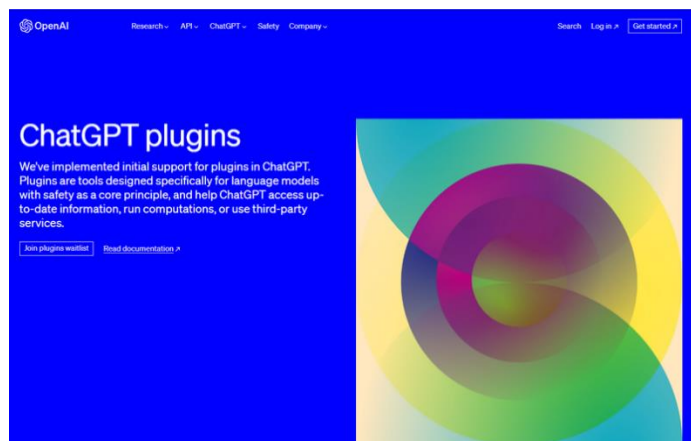 OpenAI Research API ChatGPT Safety Company Search Log in ↗ Get started ↗
ChatGPT plugins
We've implemented initial support for plugins in ChatGPT.
Plugins are tools designed specifically for language models
with safety as a core principle, and help ChatGPT access up-
to-date information, run computations, or use third-party
services.
Join plugins waitlist Read documentation ↗